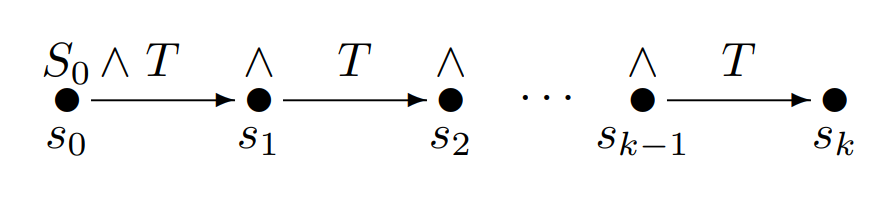 S₀ ∧ T ∧ T ∧ ⋯ ∧ T
s₀ s₁ s₂ sₖ₋₁ sₖ